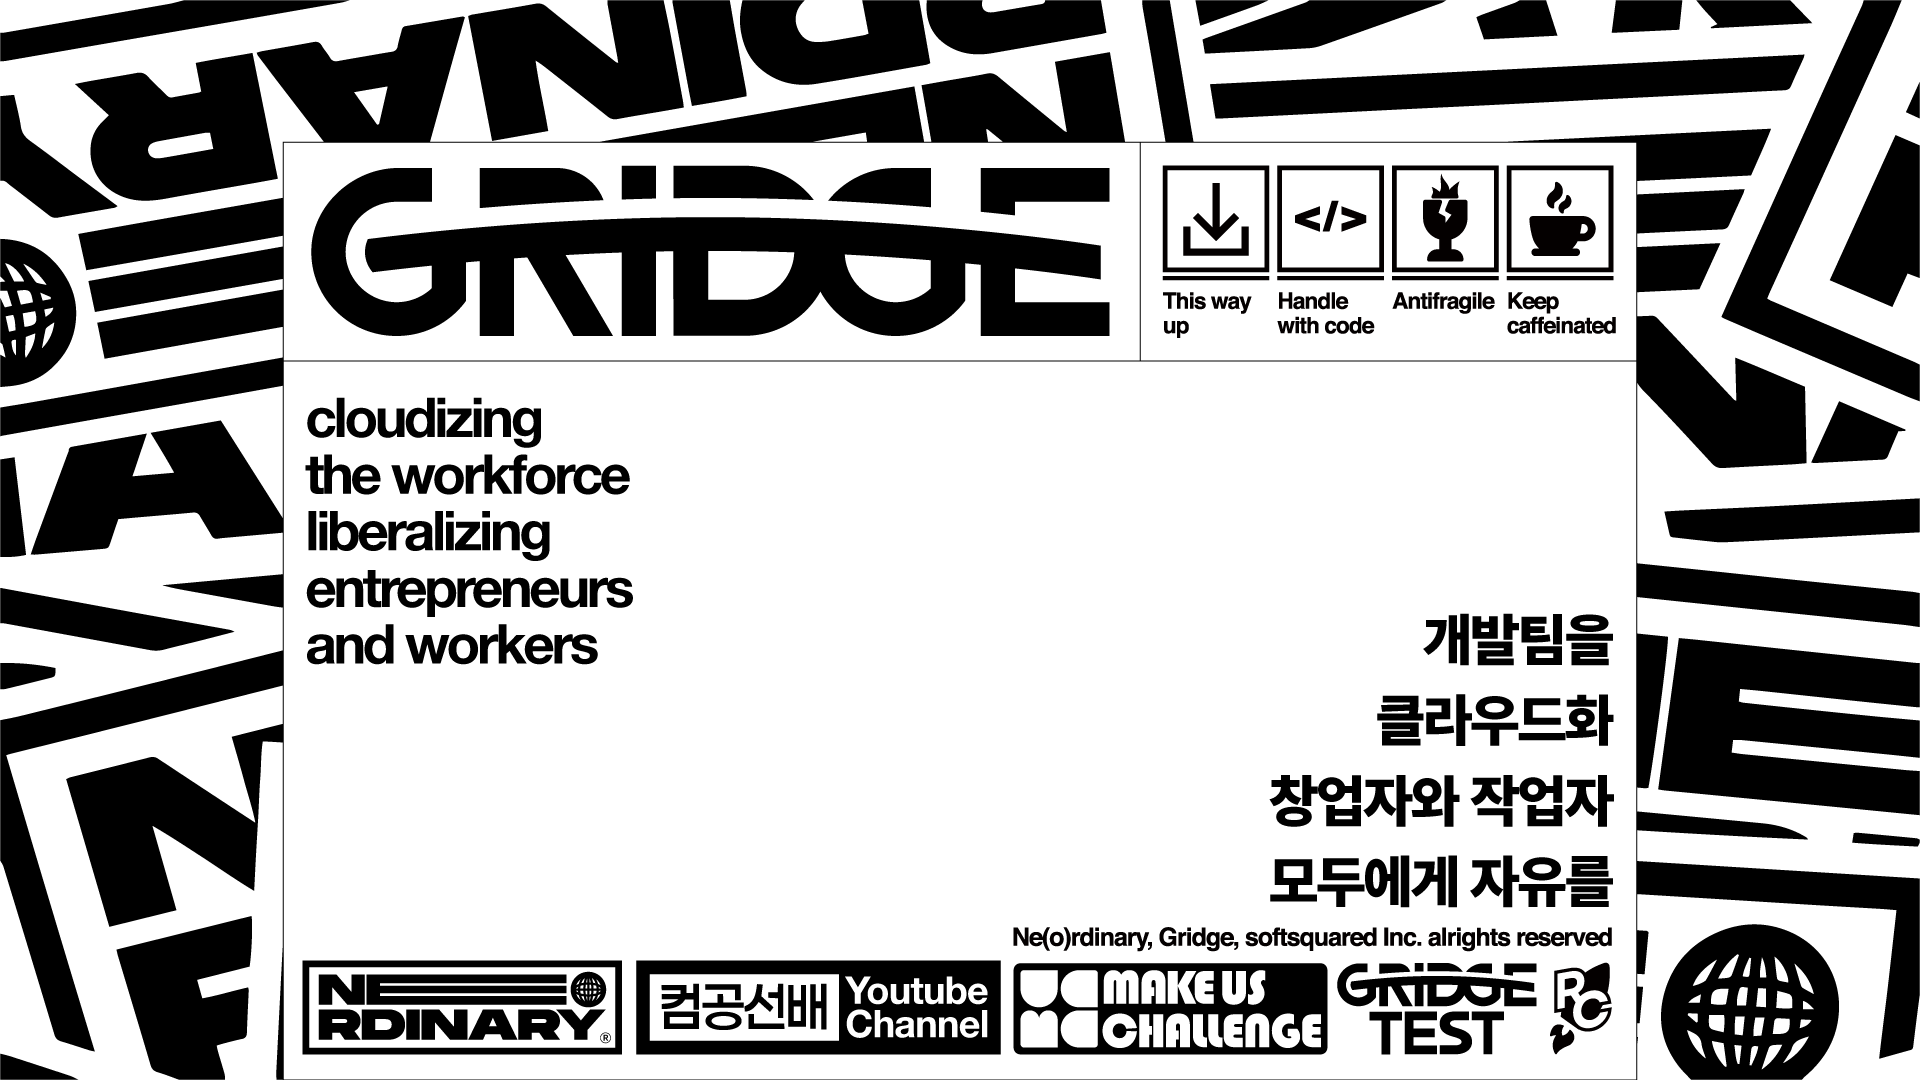 GRiDGE
</>
This way
up
Handle
with code
Antifragile
Keep
caffeinated
cloudizing
the workforce
liberalizing
entrepreneurs
and workers
개발팀을
클라우드화
창업자와 작업자
모두에게 자유를
Ne(o)rdinary, Gridge, softsquared Inc. alrights reserved
NE
RDINARY®
컴공선배
Youtube
Channel
UC
MC
MAKE US
CHALLENGE
GRiDGE
TEST
RC